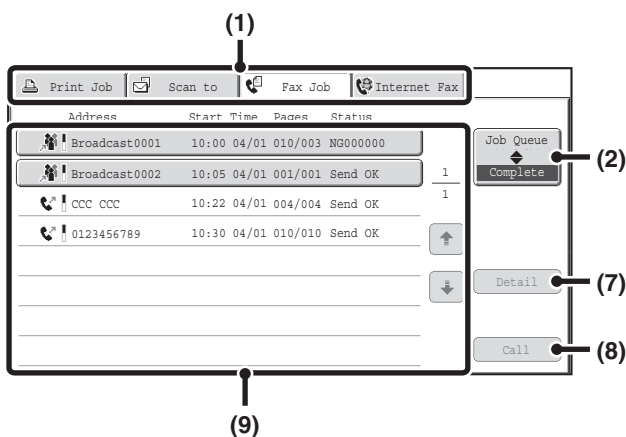 (1)
Print Job Scan to Fax Job Internet Fax
Address Start Time Pages Status
Broadcast0001 10:00 04/01 010/003 NG000000
Broadcast0002 10:05 04/01 001/001 Send OK
CCC CCC 10:22 04/01 004/004 Send OK
0123456789 10:30 04/01 010/010 Send OK
1
1
Job Queue
Complete
(2)
Detail
(7)
Call
(8)
(9)